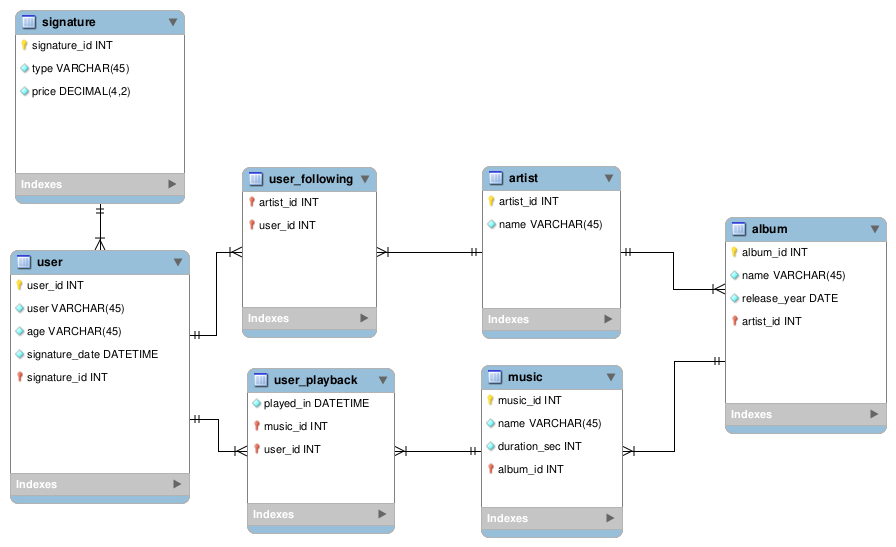 signature
signature_id INT
type VARCHAR(45)
price DECIMAL(4,2)
Indexes
user
user_id INT
user VARCHAR(45)
age VARCHAR(45)
signature_date DATETIME
signature_id INT
Indexes
user_following
artist_id INT
user_id INT
Indexes
user_playback
played_in DATETIME
music_id INT
user_id INT
Indexes
artist
artist_id INT
name VARCHAR(45)
Indexes
music
music_id INT
name VARCHAR(45)
duration_sec INT
album_id INT
Indexes
album
album_id INT
name VARCHAR(45)
release_year DATE
artist_id INT
Indexes